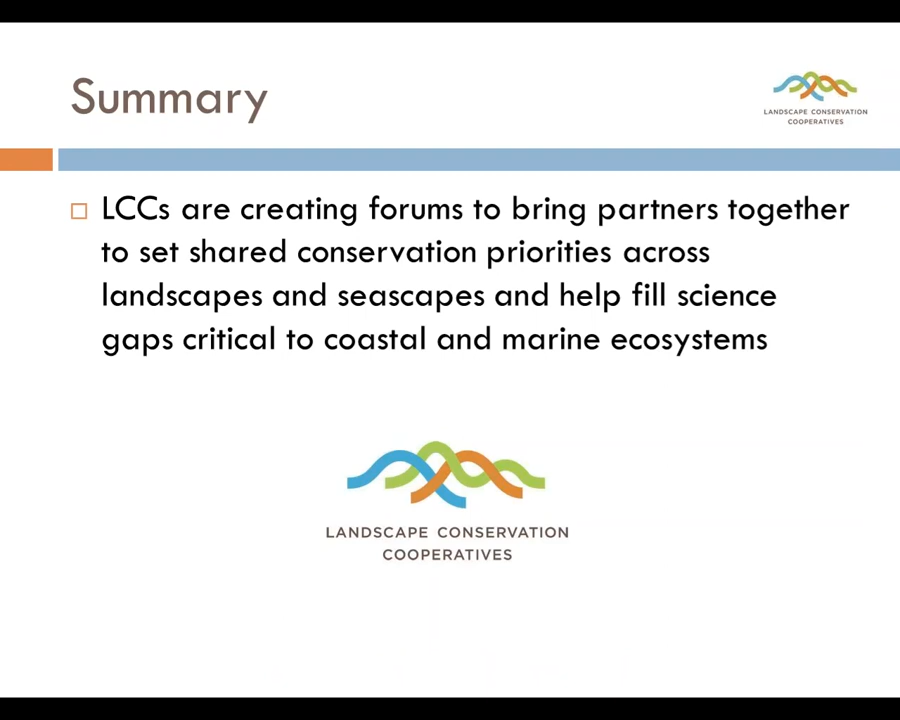 Summary
LANDSCAPE CONSERVATION
COOPERATIVES
LCCs are creating forums to bring partners together
to set shared conservation priorities across
landscapes and seascapes and help fill science
gaps critical to coastal and marine ecosystems
LANDSCAPE CONSERVATION
COOPERATIVES